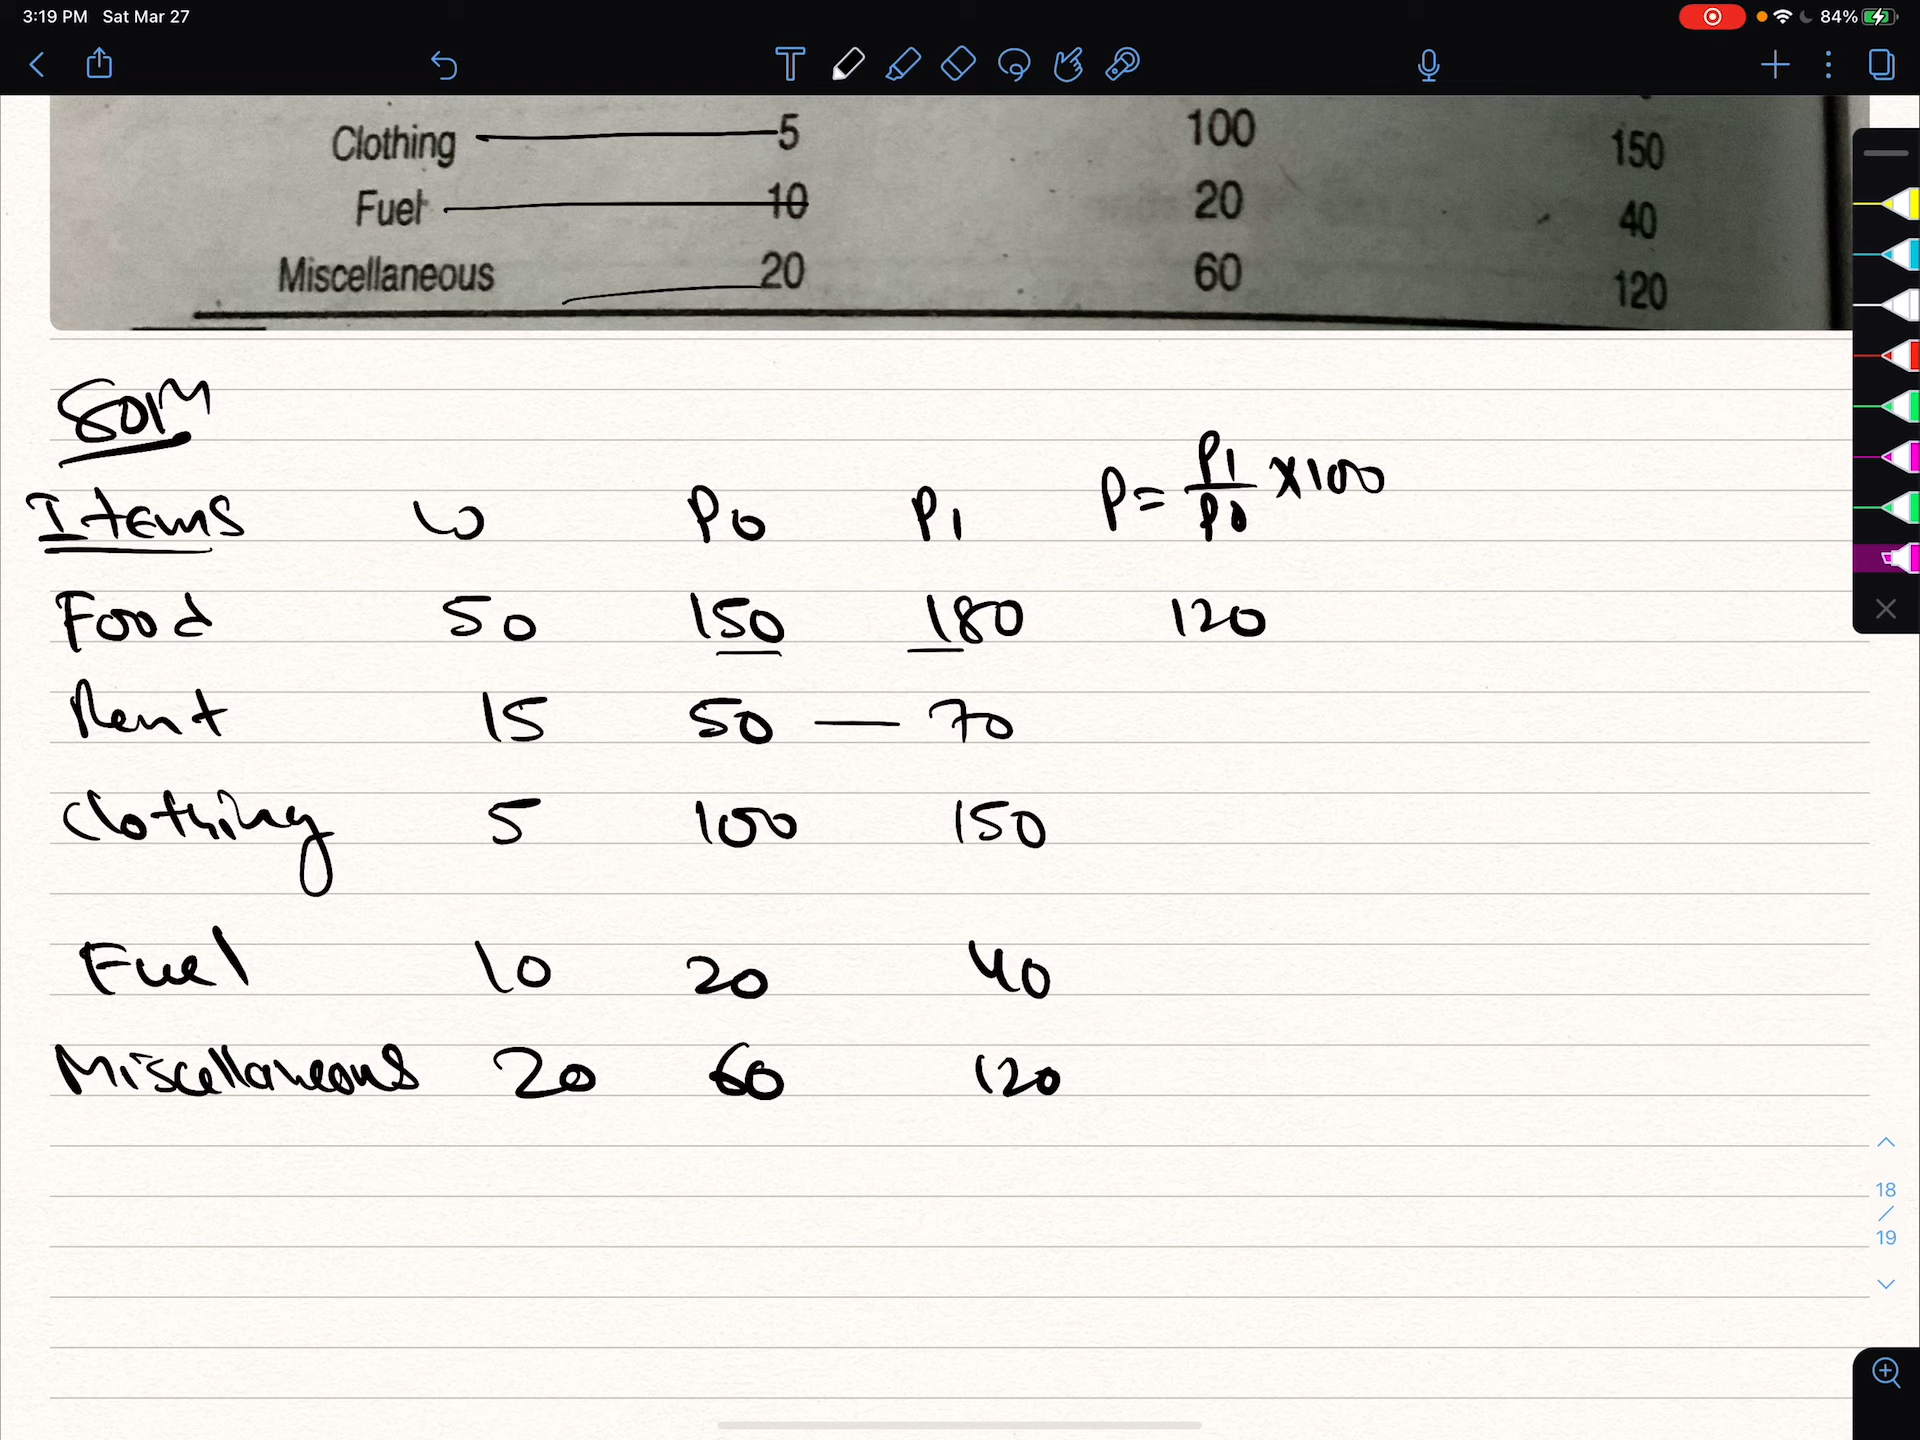 3:19 PM Sat Mar 27 84%
Clothing 5 100 150
Fuel 10 20 40
Miscellaneous 20 60 120
Soln
Items W P0 P1 P = P1/P0 × 100
Food 50 150 180 120
Rent 15 50 — 70
Clothing 5 100 150
Fuel 10 20 40
Miscellaneous 20 60 120
18
/
19